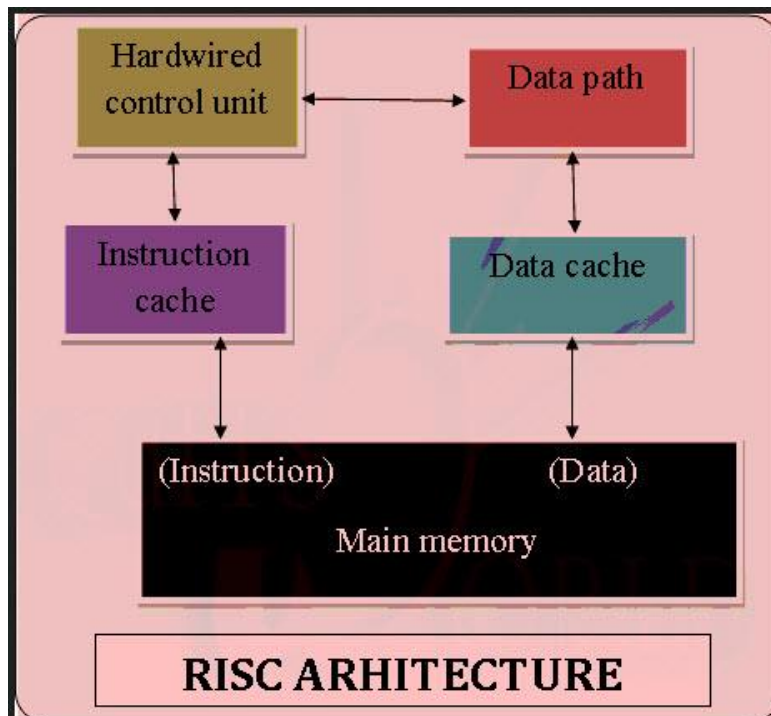 Hardwired
control unit
Data path
Instruction
cache
Data cache
(Instruction)
(Data)
Main memory
RISC ARHITECTURE